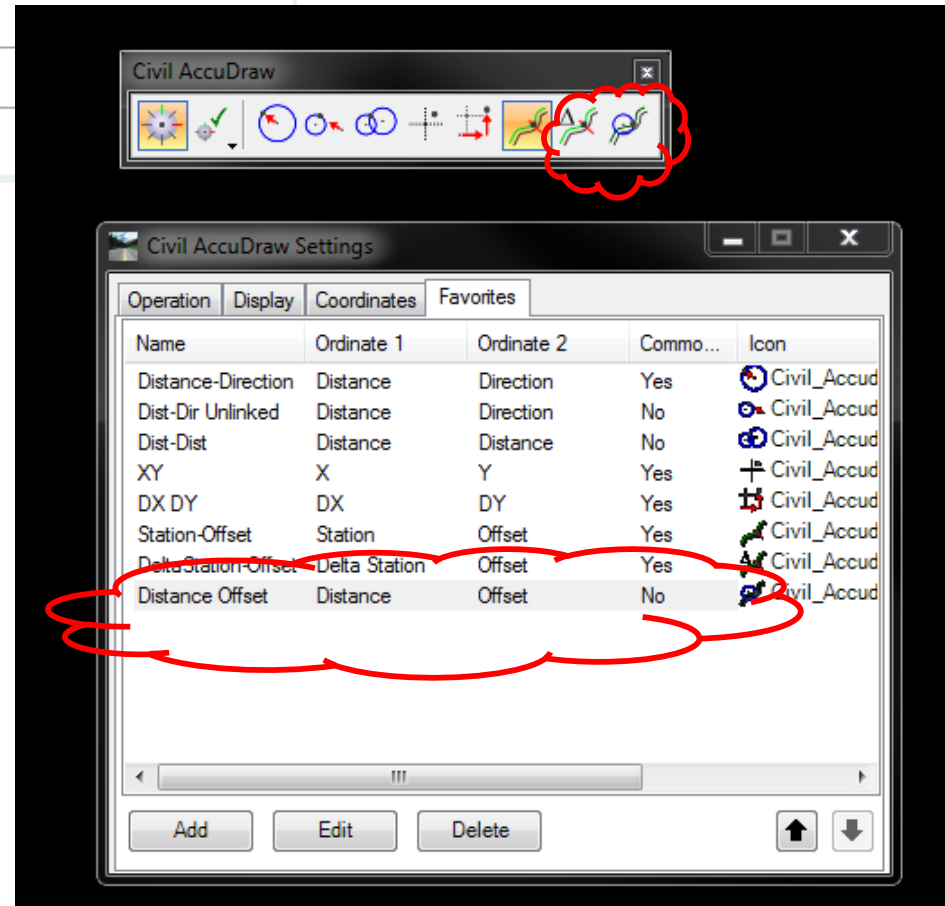 Civil AccuDraw
Civil AccuDraw Settings
Operation Display Coordinates Favorites
Name Ordinate 1 Ordinate 2 Commo... Icon
Distance-Direction Distance Direction Yes Civil_Accud
Dist-Dir Unlinked Distance Direction No Civil_Accud
Dist-Dist Distance Distance No Civil_Accud
XY X Y Yes Civil_Accud
DX DY DX DY Yes Civil_Accud
Station-Offset Station Offset Yes Civil_Accud
DeltaStation-Offset Delta Station Offset Yes Civil_Accud
Distance Offset Distance Offset No Civil_Accud
Add Edit Delete